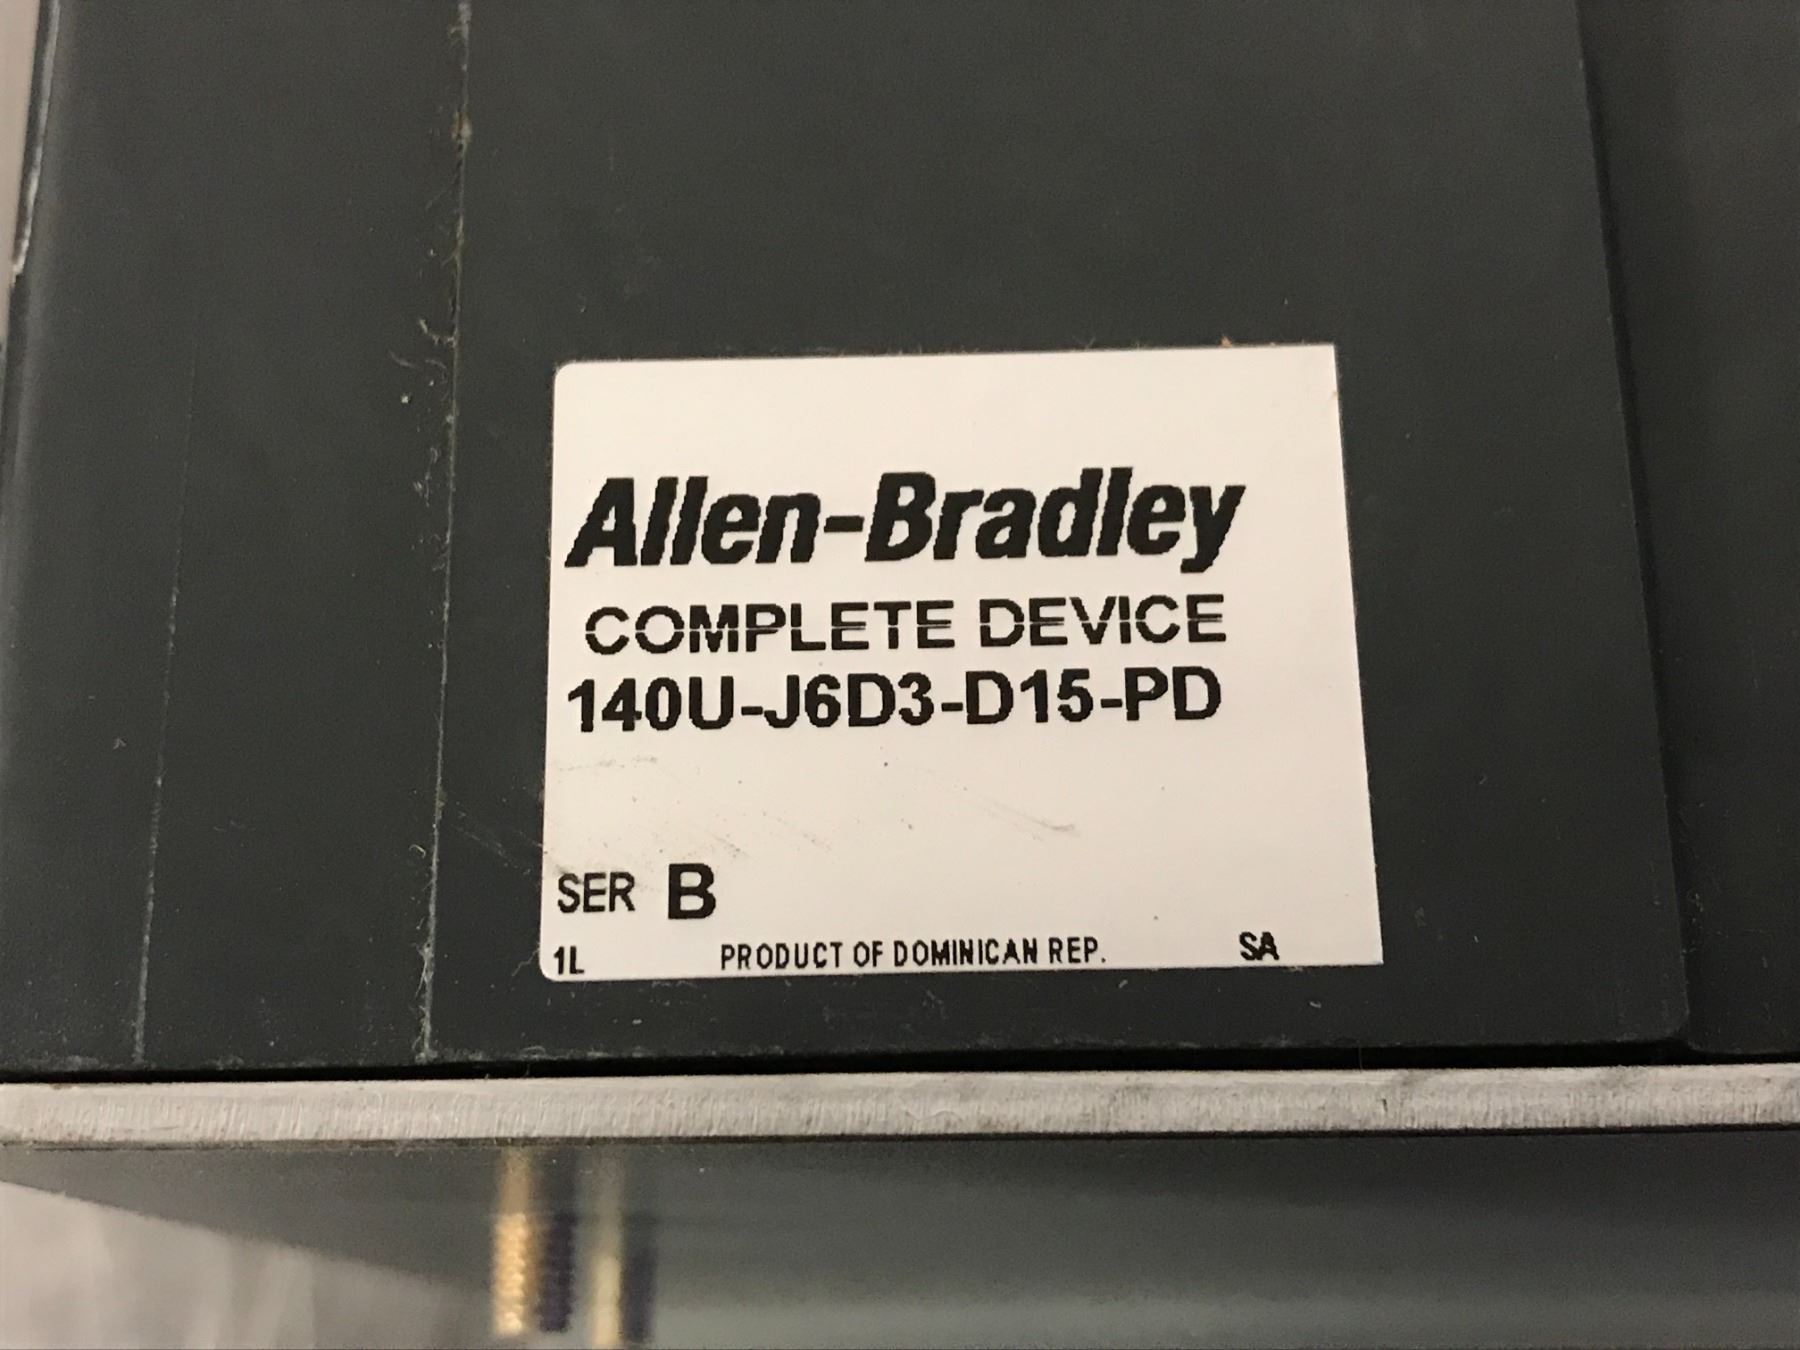 Allen-Bradley
COMPLETE DEVICE
140U-J6D3-D15-PD
SER B
1L PRODUCT OF DOMINICAN REP. SA